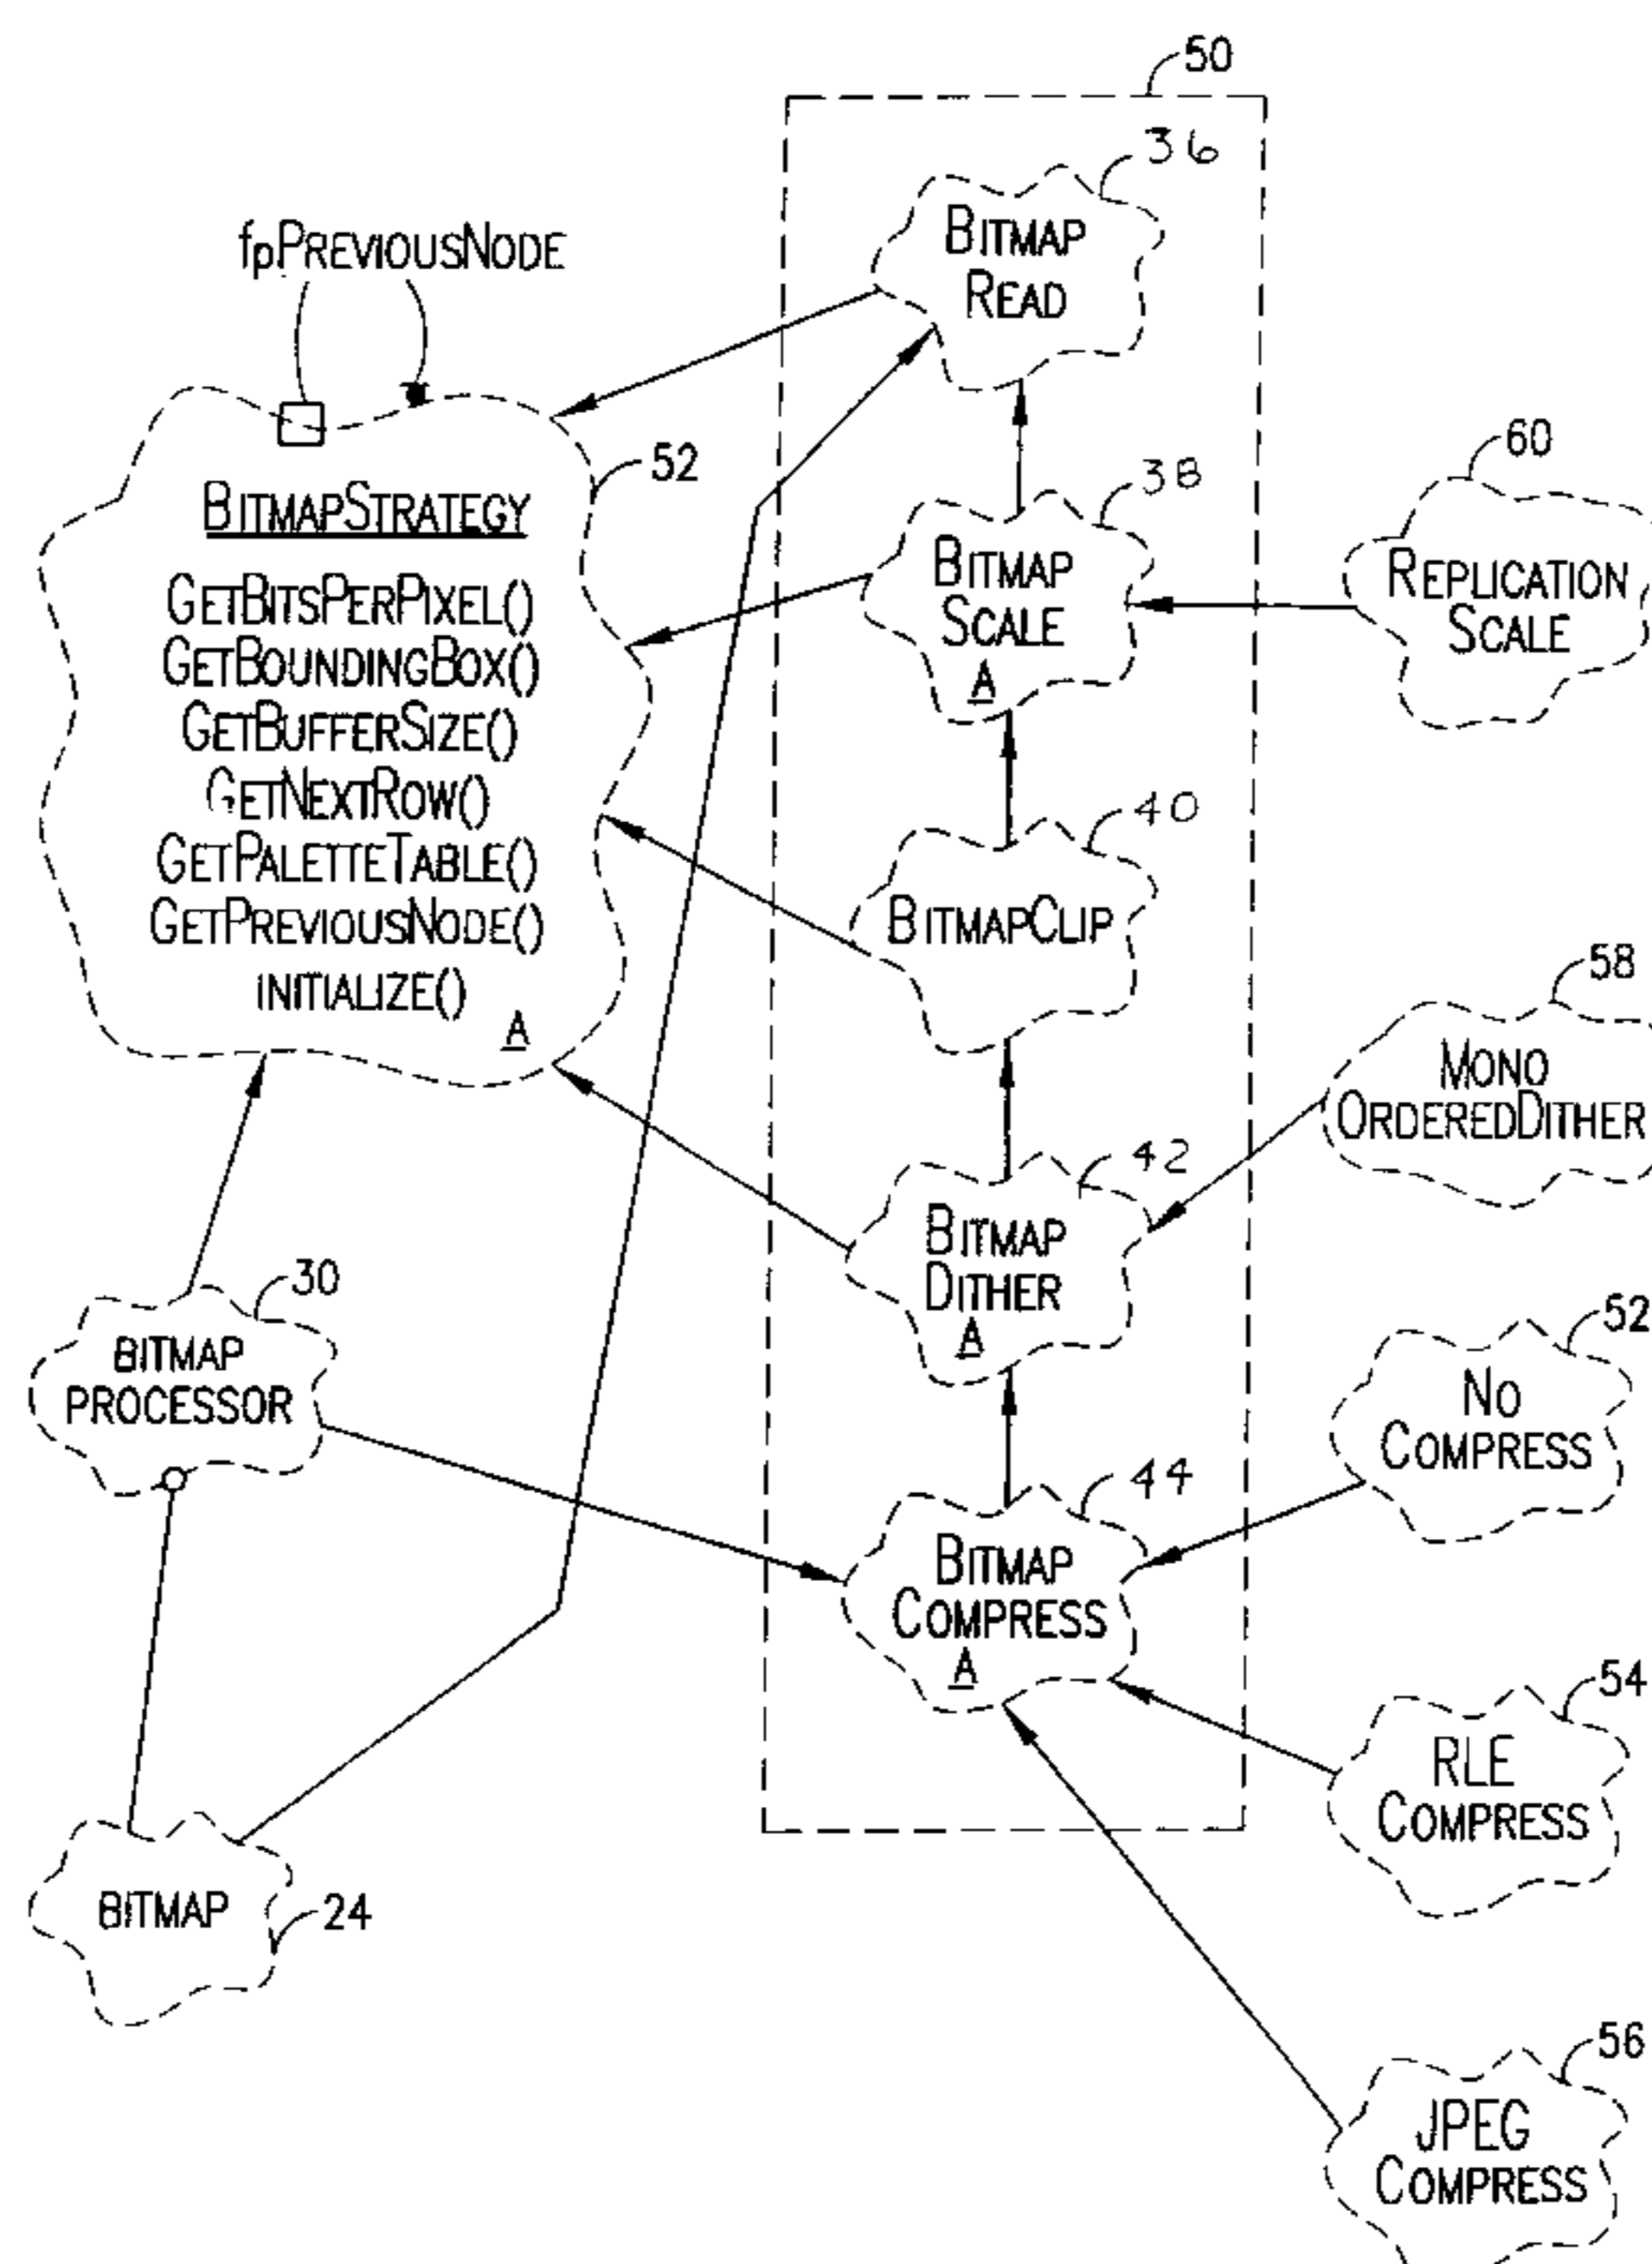 50
36
BITMAP
READ
fpPREVIOUSNODE
52
BITMAPSTRATEGY
GETBITSPERPIXEL()
GETBOUNDINGBOX()
GETBUFFERSIZE()
GETNEXTROW()
GETPALETTETABLE()
GETPREVIOUSNODE()
INITIALIZE()
A
38
BITMAP
SCALE
A
60
REPLICATION
SCALE
40
BITMAPCLIP
58
MONO
ORDEREDDITHER
42
BITMAP
DITHER
A
30
BITMAP
PROCESSOR
52
NO
COMPRESS
44
BITMAP
COMPRESS
A
54
RLE
COMPRESS
BITMAP
24
56
JPEG
COMPRESS